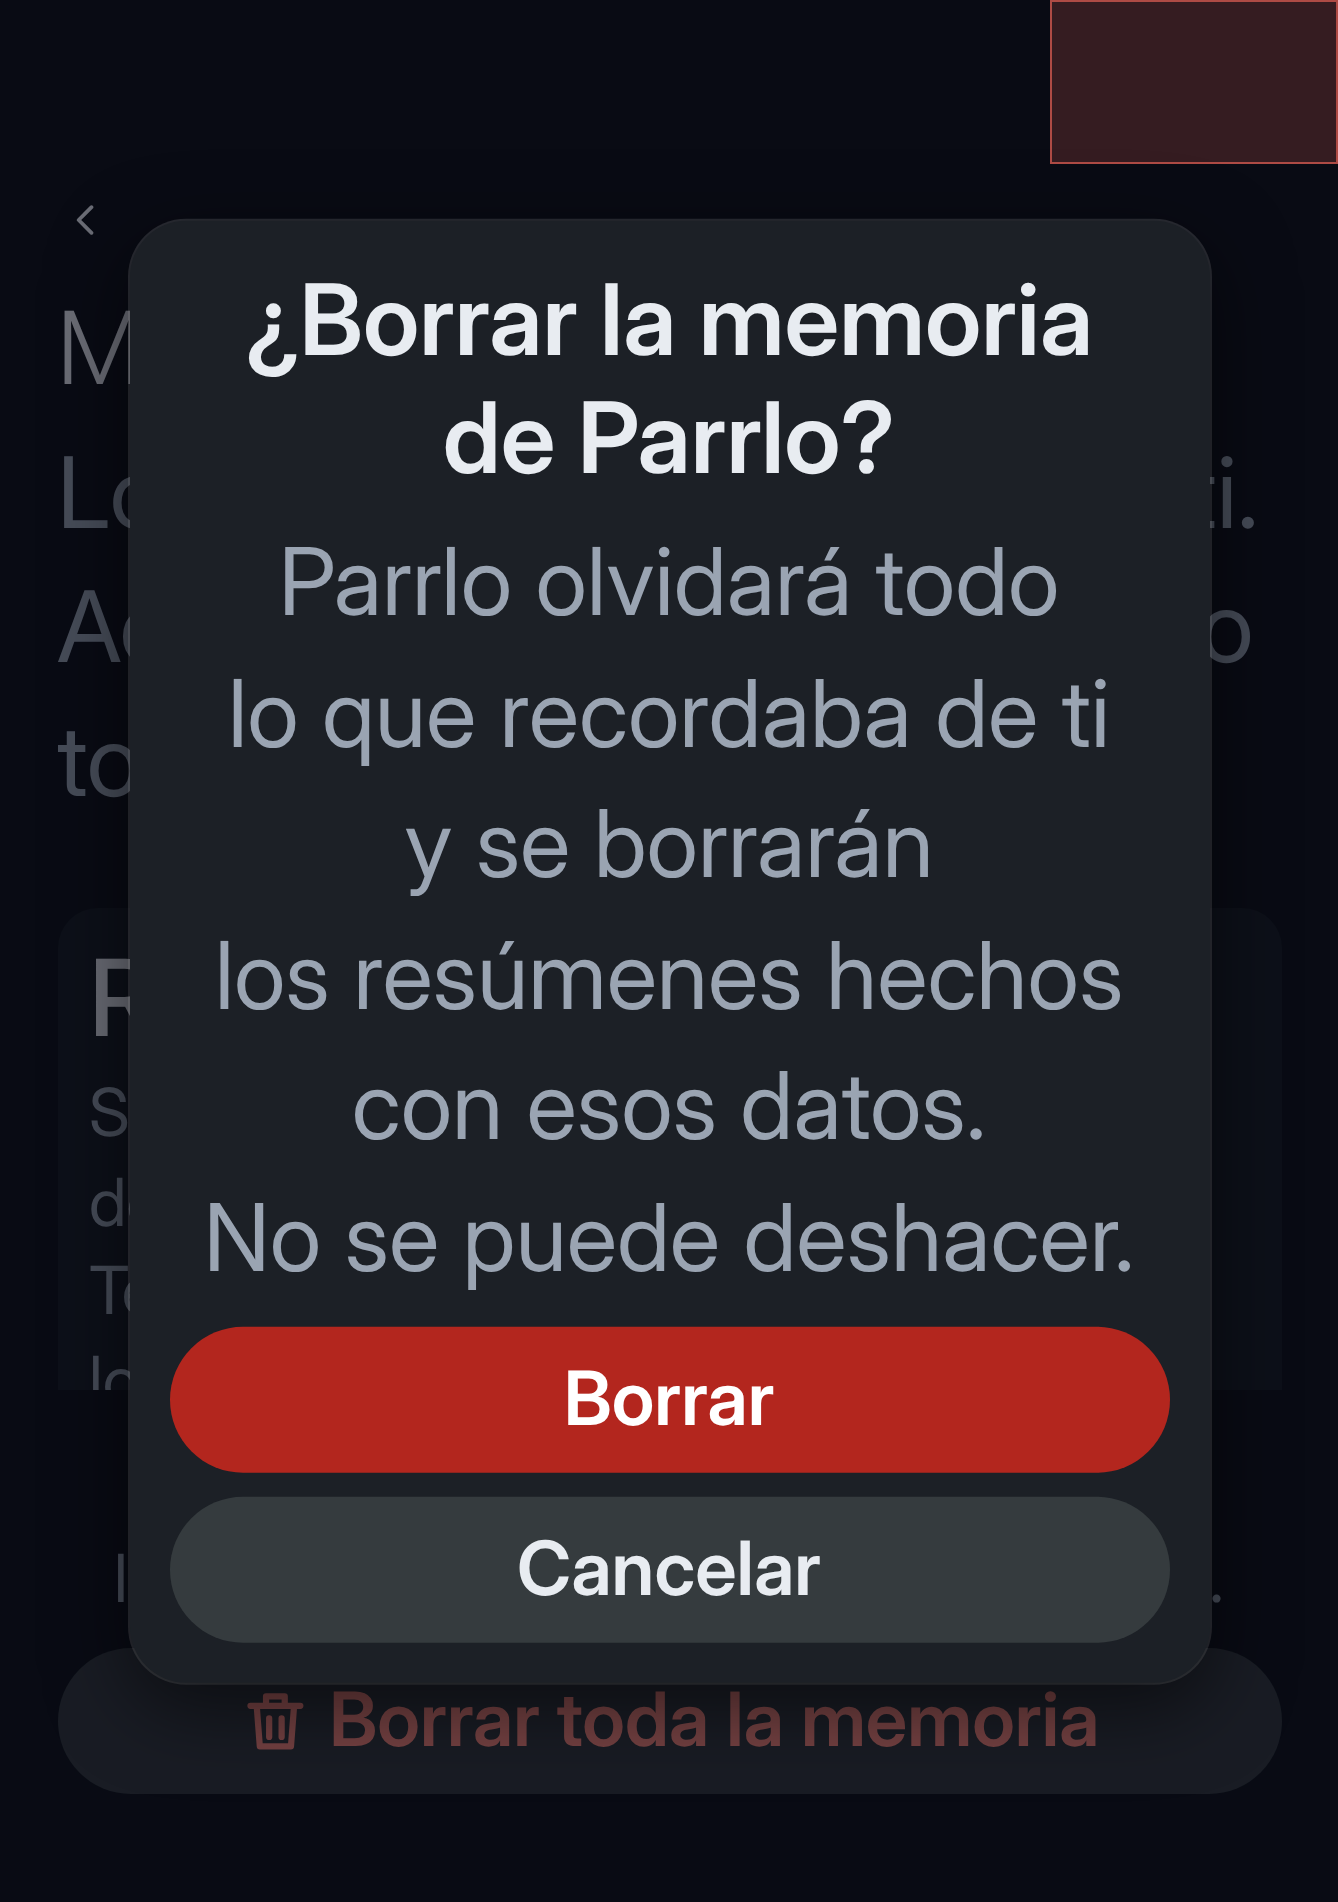 ¿Borrar la memoria
de Parrlo?
Parrlo olvidará todo
lo que recordaba de ti
y se borrarán
los resúmenes hechos
con esos datos.
No se puede deshacer.
Borrar
Cancelar
Borrar toda la memoria